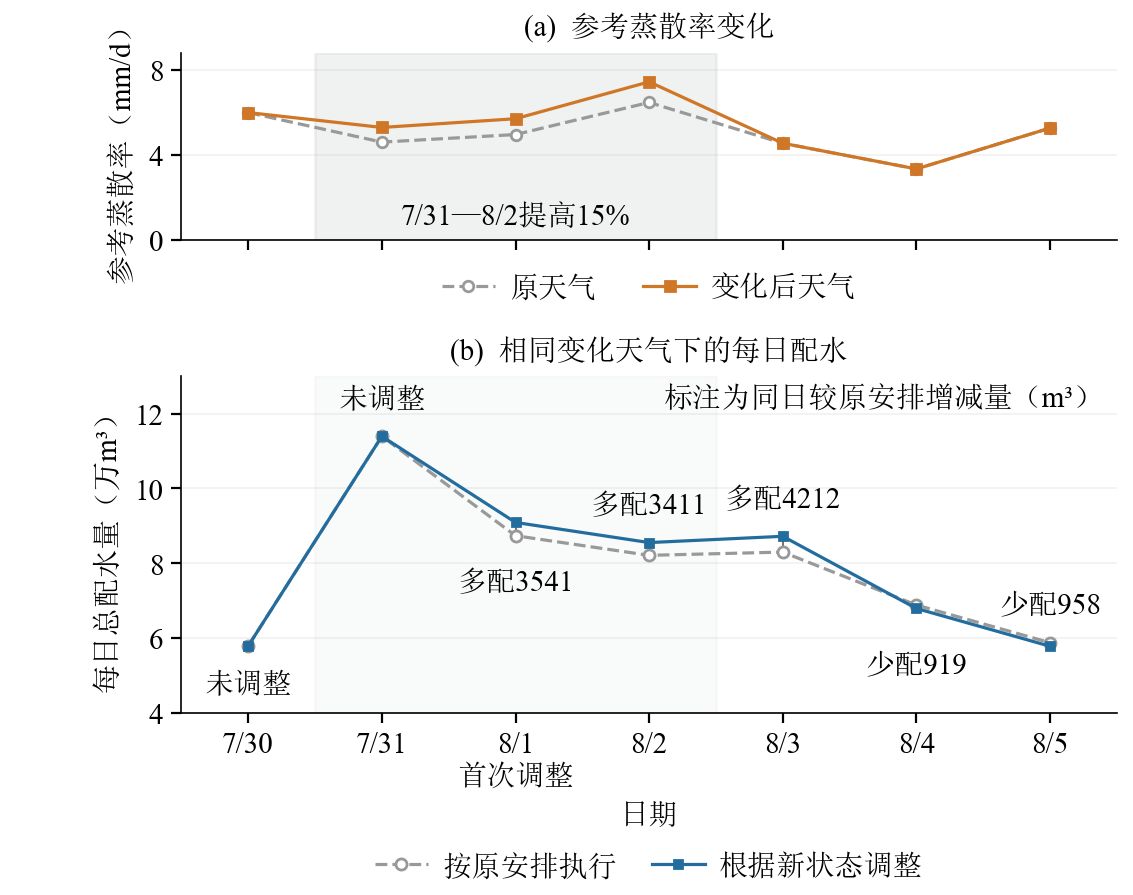 (a) 参考蒸散率变化
参考蒸散率（mm/d）
8
4
0
7/31—8/2提高15%
原天气
变化后天气
(b) 相同变化天气下的每日配水
每日总配水量（万m³）
标注为同日较原安排增减量（m³）
12
10
8
6
4
未调整
未调整
多配3541
多配3411
多配4212
少配919
少配958
7/30
7/31
8/1
8/2
8/3
8/4
8/5
首次调整
日期
按原安排执行
根据新状态调整